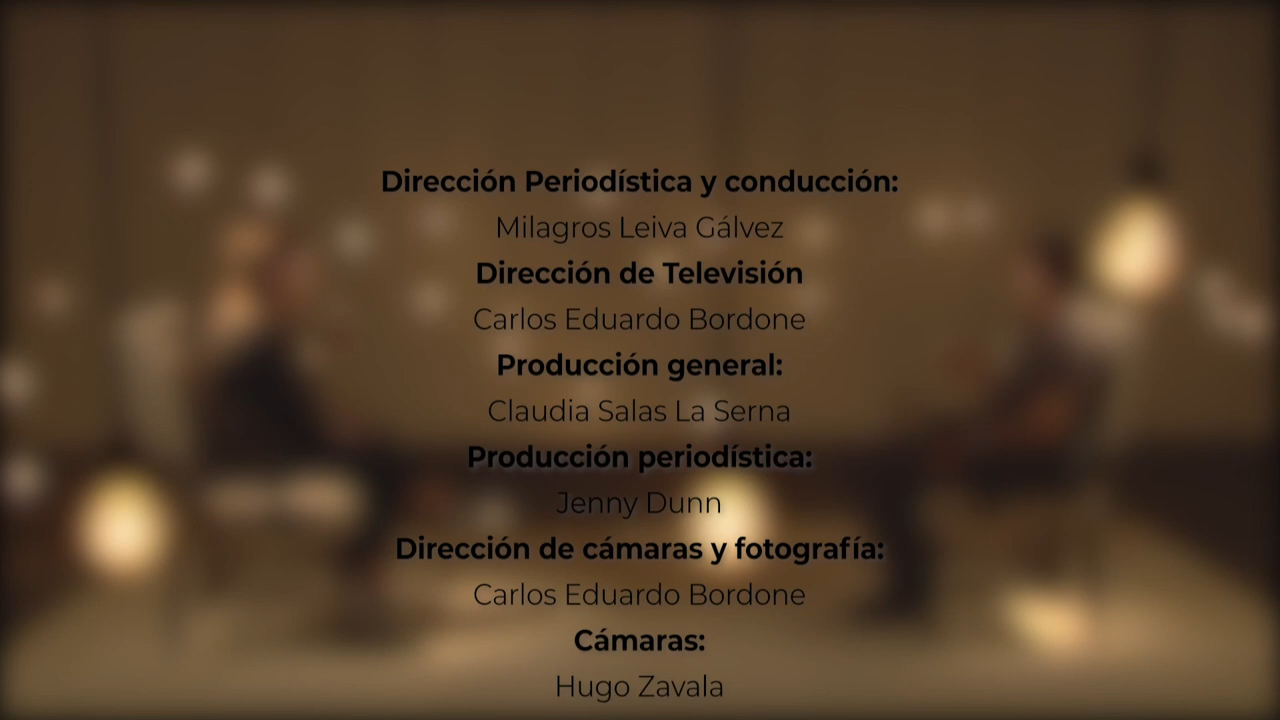 Dirección Periodística y conducción:
Milagros Leiva Gálvez
Dirección de Televisión
Carlos Eduardo Bordone
Producción general:
Claudia Salas La Serna
Producción periodística:
Jenny Dunn
Dirección de cámaras y fotografía:
Carlos Eduardo Bordone
Cámaras:
Hugo Zavala